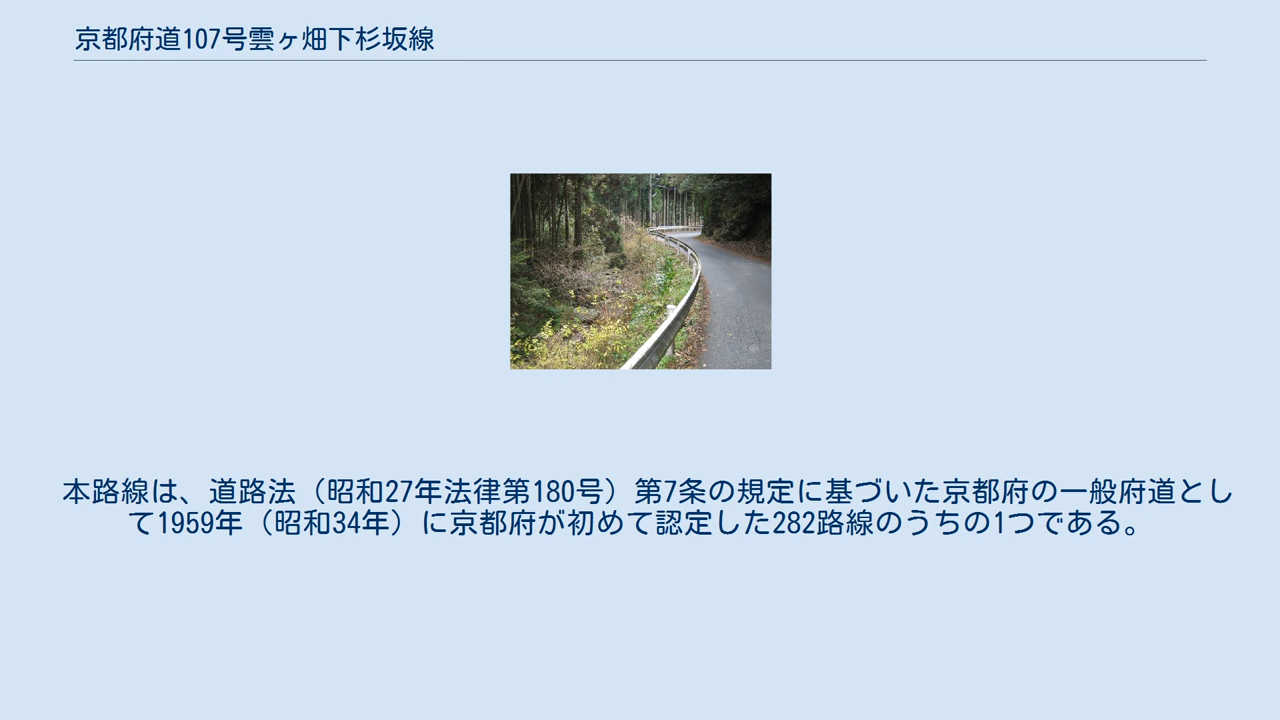 京都府道107号雲ヶ畑下杉坂線
本路線は、道路法（昭和27年法律第180号）第7条の規定に基づいた京都府の一般府道とし
て1959年（昭和34年）に京都府が初めて認定した282路線のうちの1つである。